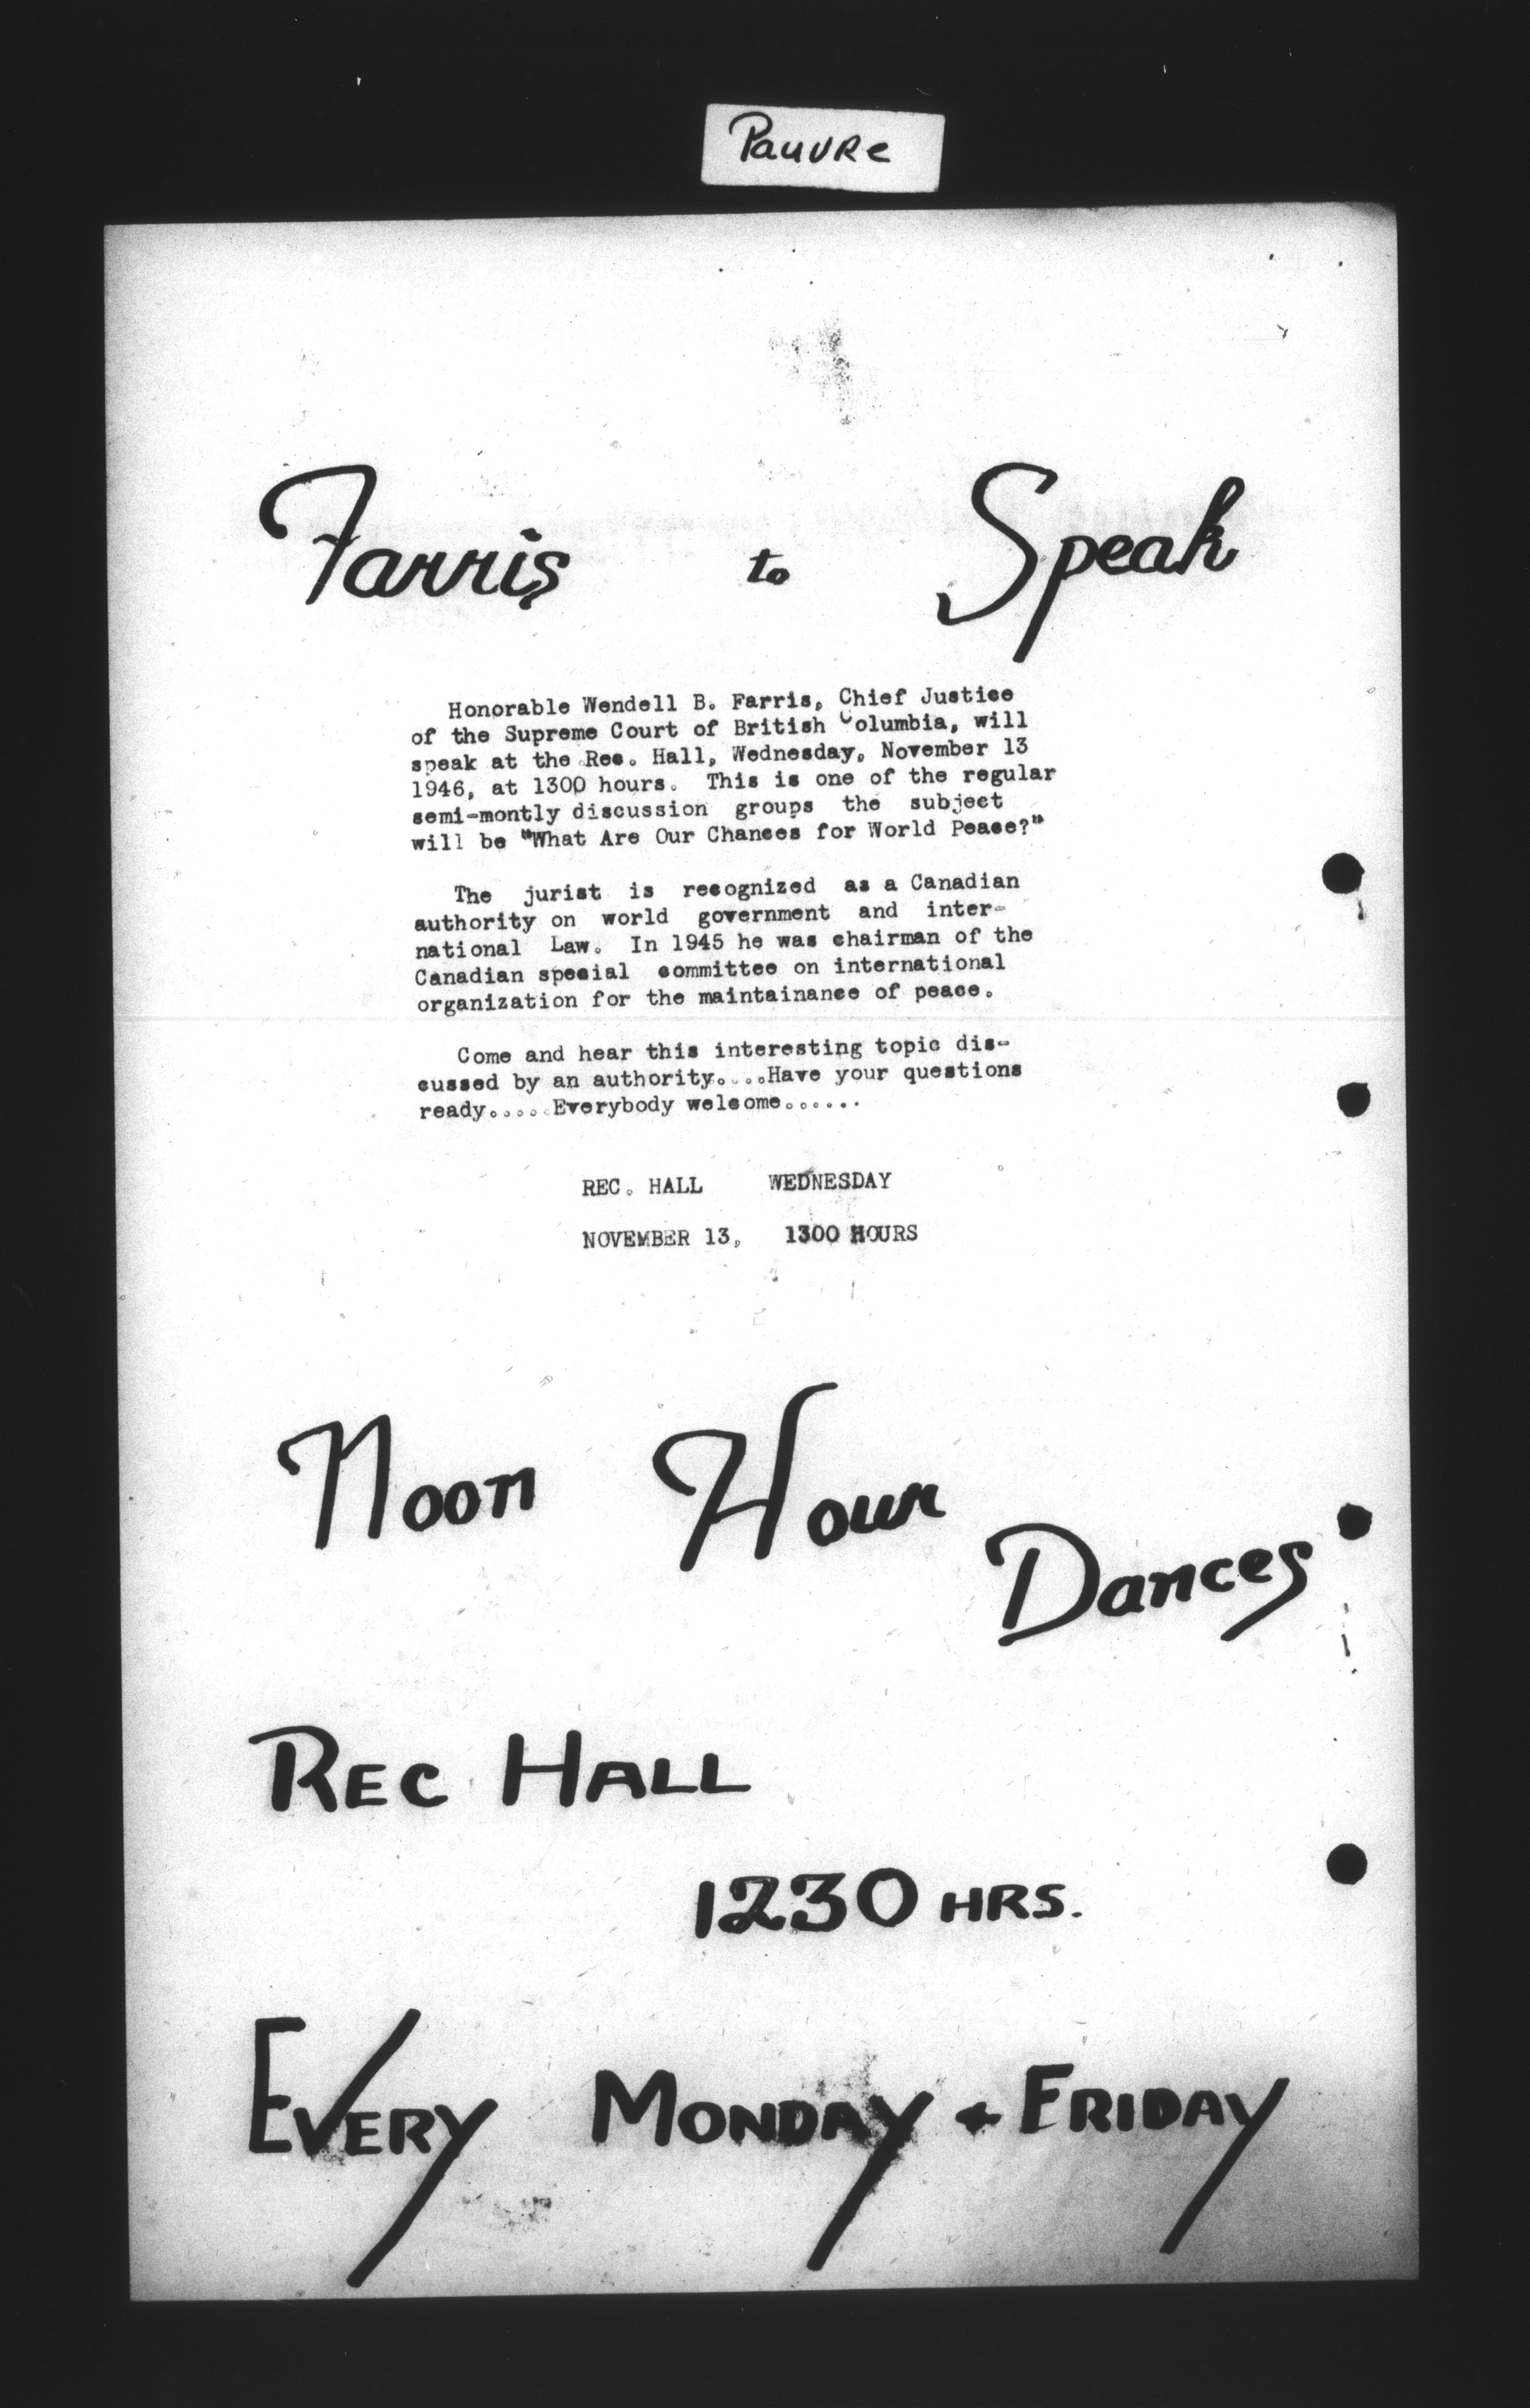 Pauvre
Farris to Speak
Honorable Wendell B. Farris, Chief Justice
of the Supreme Court of British Columbia, will
speak at the Rec. Hall, Wednesday, November 13
1946, at 1300 hours. This is one of the regular
semi-montly discussion groups the subject
will be "What Are Our Chances for World Peace?"
The jurist is recognized as a Canadian
authority on world government and inter-
national Law. In 1945 he was chairman of the
Canadian special committee on international
organization for the maintainance of peace.
Come and hear this interesting topic dis-
cussed by an authority....Have your questions
ready.....Everybody welcome......
REC. HALL WEDNESDAY
NOVEMBER 13, 1300 HOURS
Noon Hour
Dances
REC HALL
1230 HRS.
EVERY MONDAY + FRIDAY